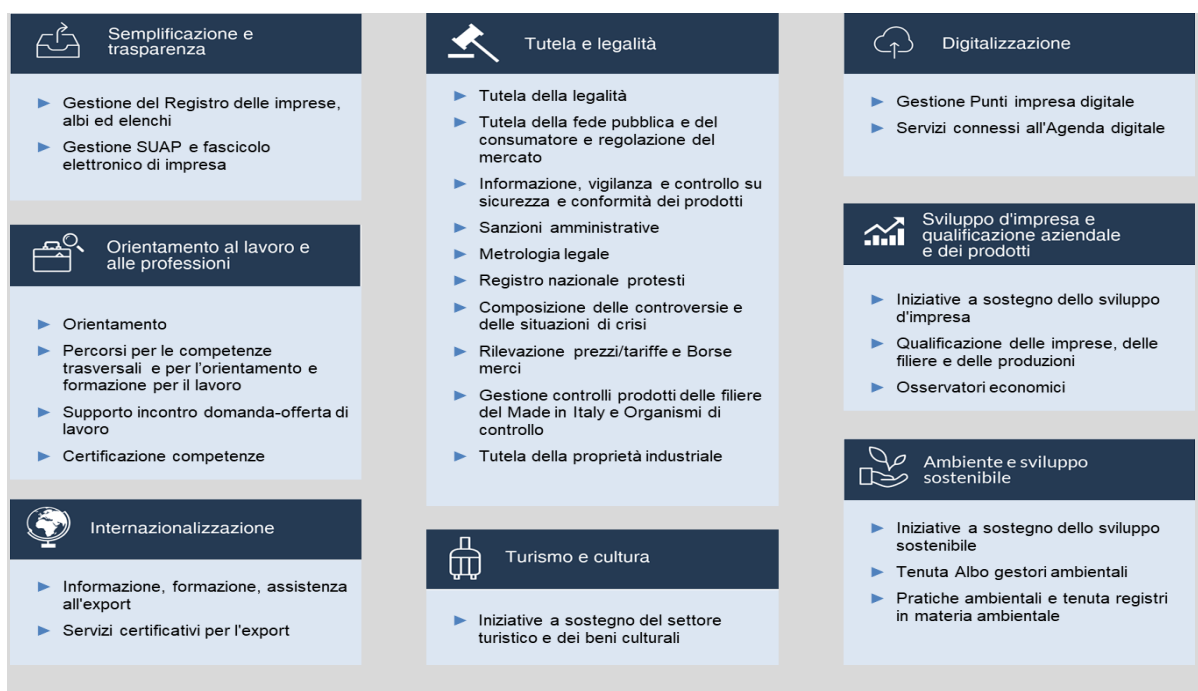 Semplificazione e
trasparenza
Gestione del Registro delle imprese,
albi ed elenchi
Gestione SUAP e fascicolo
elettronico di impresa
Orientamento al lavoro e
alle professioni
Orientamento
Percorsi per le competenze
trasversali e per l'orientamento e
formazione per il lavoro
Supporto incontro domanda-offerta di
lavoro
Certificazione competenze
Internazionalizzazione
Informazione, formazione, assistenza
all'export
Servizi certificativi per l'export
Tutela e legalità
Tutela della legalità
Tutela della fede pubblica e del
consumatore e regolazione del
mercato
Informazione, vigilanza e controllo su
sicurezza e conformità dei prodotti
Sanzioni amministrative
Metrologia legale
Registro nazionale protesti
Composizione delle controversie e
delle situazioni di crisi
Rilevazione prezzi/tariffe e Borse
merci
Gestione controlli prodotti delle filiere
del Made in Italy e Organismi di
controllo
Tutela della proprietà industriale
Turismo e cultura
Iniziative a sostegno del settore
turistico e dei beni culturali
Digitalizzazione
Gestione Punti impresa digitale
Servizi connessi all'Agenda digitale
Sviluppo d'impresa e
qualificazione aziendale
e dei prodotti
Iniziative a sostegno dello sviluppo
d'impresa
Qualificazione delle imprese, delle
filiere e delle produzioni
Osservatori economici
Ambiente e sviluppo
sostenibile
Iniziative a sostegno dello sviluppo
sostenibile
Tenuta Albo gestori ambientali
Pratiche ambientali e tenuta registri
in materia ambientale